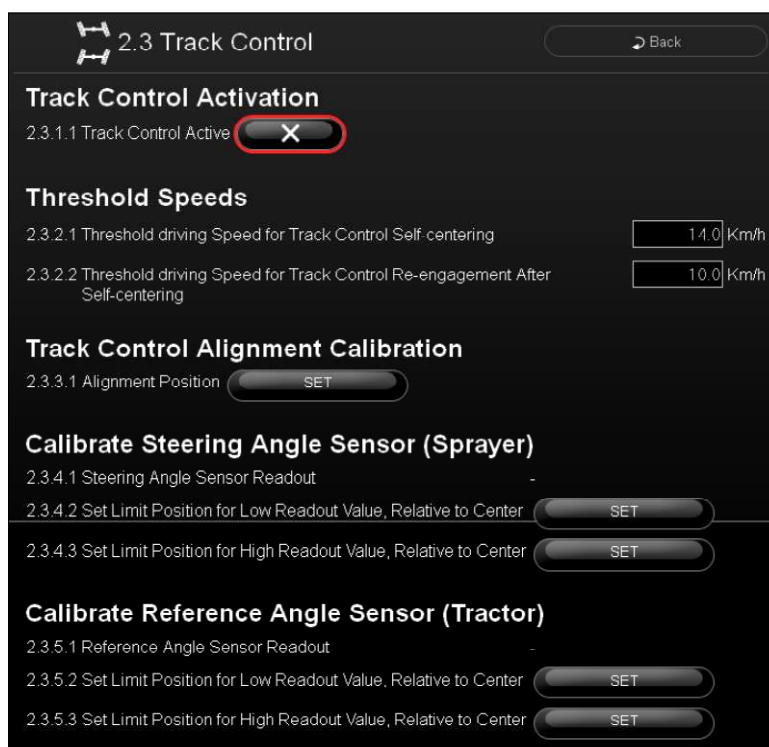 2.3 Track Control
Back
Track Control Activation
2.3.1.1 Track Control Active X
Threshold Speeds
2.3.2.1 Threshold driving Speed for Track Control Self-centering 14.0 Km/h
2.3.2.2 Threshold driving Speed for Track Control Re-engagement After 10.0 Km/h
Self-centering
Track Control Alignment Calibration
2.3.3.1 Alignment Position SET
Calibrate Steering Angle Sensor (Sprayer)
2.3.4.1 Steering Angle Sensor Readout -
2.3.4.2 Set Limit Position for Low Readout Value, Relative to Center SET
2.3.4.3 Set Limit Position for High Readout Value, Relative to Center SET
Calibrate Reference Angle Sensor (Tractor)
2.3.5.1 Reference Angle Sensor Readout -
2.3.5.2 Set Limit Position for Low Readout Value, Relative to Center SET
2.3.5.3 Set Limit Position for High Readout Value, Relative to Center SET